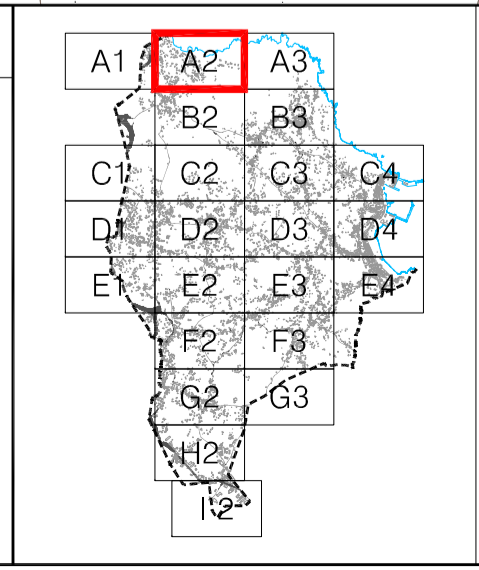 A1 A2 A3
B2 B3
C1 C2 C3 C4
D1 D2 D3 D4
E1 E2 E3 E4
F2 F3
G2 G3
H2
I2